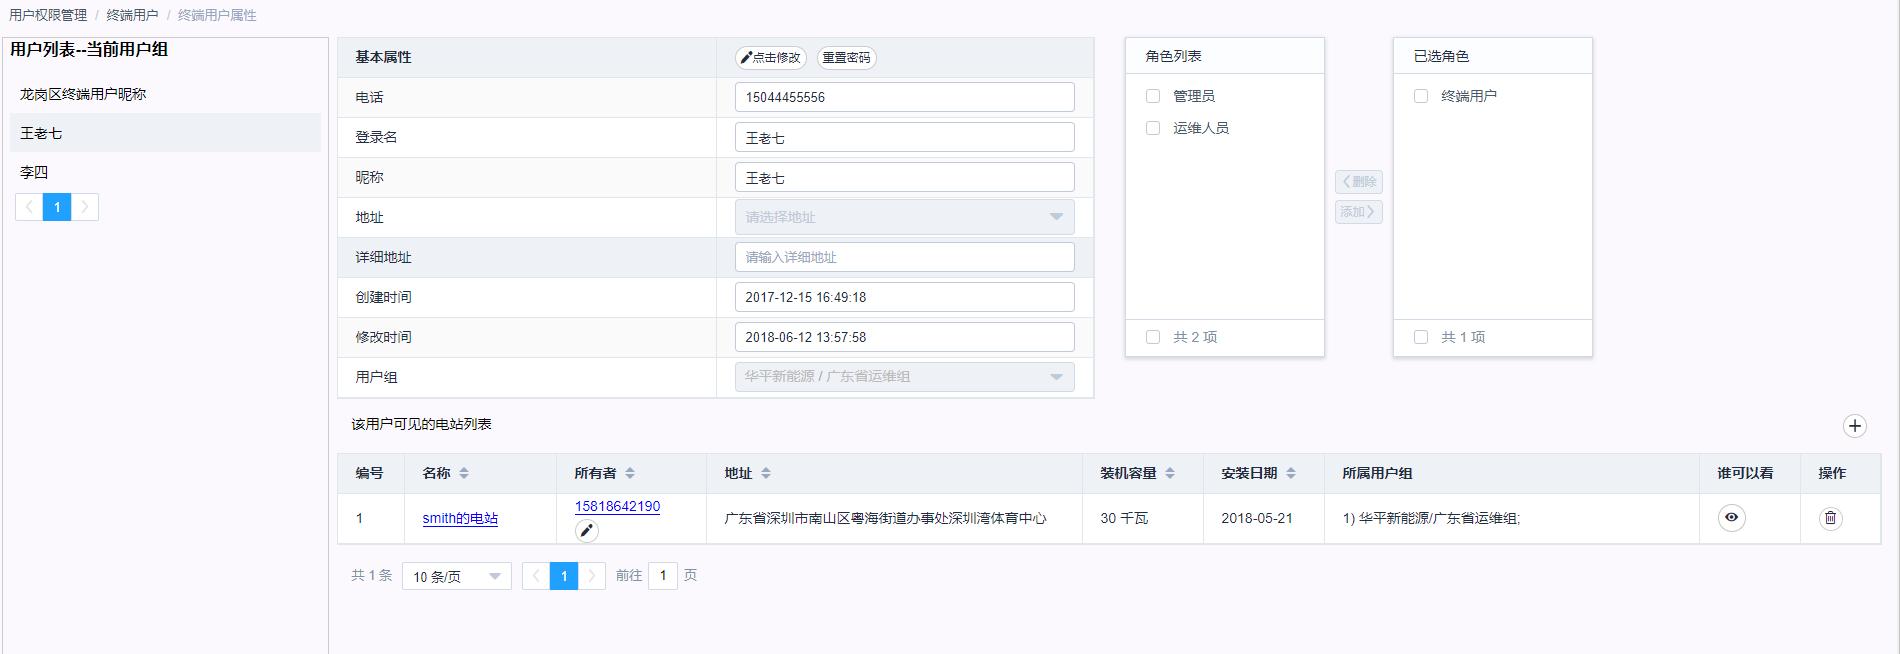 用户权限管理 / 终端用户 / 终端用户属性
用户列表--当前用户组
龙岗区终端用户昵称
王老七
李四
1
基本属性 点击修改 重置密码
电话 15044455556
登录名 王老七
昵称 王老七
地址 请选择地址
详细地址 请输入详细地址
创建时间 2017-12-15 16:49:18
修改时间 2018-06-12 13:57:58
用户组 华平新能源 / 广东省运维组
角色列表
管理员
运维人员
共 2 项
删除
添加
已选角色
终端用户
共 1 项
该用户可见的电站列表
编号 名称 所有者 地址 装机容量 安装日期 所属用户组 谁可以看 操作
1 smith的电站 15818642190 广东省深圳市南山区粤海街道办事处深圳湾体育中心 30 千瓦 2018-05-21 1) 华平新能源/广东省运维组;
共 1 条 10 条/页 1 前往 1 页